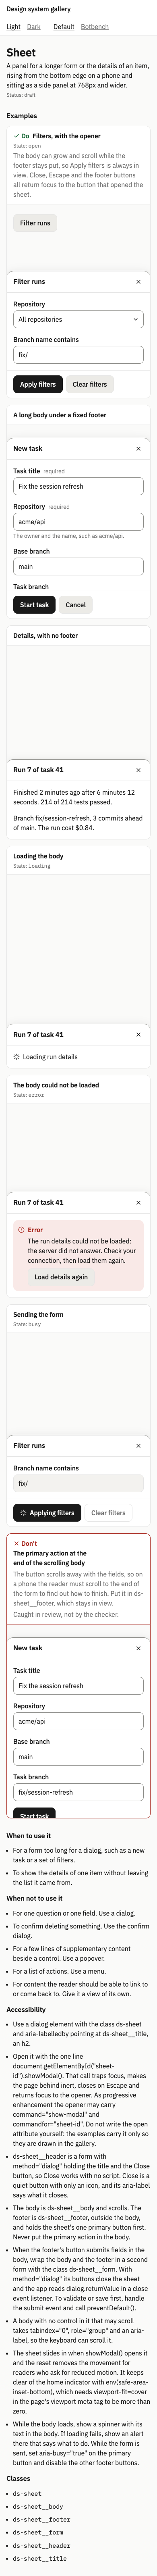 Design system gallery
Light Dark Default Botbench
Sheet
A panel for a longer form or the details of an item,
rising from the bottom edge on a phone and
sitting as a side panel at 768px and wider.
Status: draft
Examples
Do Filters, with the opener
State: open
The body can grow and scroll while the
footer stays put, so Apply filters is always
in view. Close, Escape and the footer buttons
all return focus to the button that opened the
sheet.
Filter runs
Filter runs
Repository
All repositories
Branch name contains
fix/
Apply filters Clear filters
A long body under a fixed footer
New task
Task title required
Fix the session refresh
Repository required
acme/api
The owner and the name, such as acme/api.
Base branch
main
Task branch
Start task Cancel
Details, with no footer
Run 7 of task 41
Finished 2 minutes ago after 6 minutes 12
seconds. 214 of 214 tests passed.
Branch fix/session-refresh, 3 commits ahead
of main. The run cost $0.84.
Loading the body
State: loading
Run 7 of task 41
Loading run details
The body could not be loaded
State: error
Run 7 of task 41
Error
The run details could not be loaded:
the server did not answer. Check your
connection, then load them again.
Load details again
Sending the form
State: busy
Filter runs
Branch name contains
fix/
Applying filters Clear filters
Don't
The primary action at the
end of the scrolling body
The button scrolls away with the fields, so on
a phone the reader must scroll to the end of
the form to find out how to finish. Put it in ds-
sheet__footer, which stays in view.
Caught in review, not by the checker.
New task
Task title
Fix the session refresh
Repository
acme/api
Base branch
main
Task branch
fix/session-refresh
Start task
When to use it
• For a form too long for a dialog, such as a new
task or a set of filters.
• To show the details of one item without leaving
the list it came from.
When not to use it
• For one question or one field. Use a dialog.
• To confirm deleting something. Use the confirm
dialog.
• For a few lines of supplementary content
beside a control. Use a popover.
• For a list of actions. Use a menu.
• For content the reader should be able to link to
or come back to. Give it a view of its own.
Accessibility
• Use a dialog element with the class ds-sheet
and aria-labelledby pointing at ds-sheet__title,
an h2.
• Open it with the one line
document.getElementById("sheet-
id").showModal(). That call traps focus, makes
the page behind it inert, closes on Escape and
returns focus to the opener. As progressive
enhancement the opener may carry
command="show-modal" and
commandfor="sheet-id". Do not write the open
attribute yourself: the examples carry it only so
they are drawn in the gallery.
• ds-sheet__header is a form with
method="dialog" holding the title and the Close
button, so Close works with no script. Close is a
quiet button with only an icon, and its aria-label
says what it closes.
• The body is ds-sheet__body and scrolls. The
footer is ds-sheet__footer, outside the body,
and holds the sheet's one primary button first.
Never put the primary action in the body.
• When the footer's button submits fields in the
body, wrap the body and the footer in a second
form with the class ds-sheet__form. With
method="dialog" its buttons close the sheet
and the app reads dialog.returnValue in a close
event listener. To validate or save first, handle
the submit event and call preventDefault().
• A body with no control in it that may scroll
takes tabindex="0", role="group" and an aria-
label, so the keyboard can scroll it.
• The sheet slides in when showModal() opens it
and the reset removes the movement for
readers who ask for reduced motion. It keeps
clear of the home indicator with env(safe-area-
inset-bottom), which needs viewport-fit=cover
in the page's viewport meta tag to be more than
zero.
• While the body loads, show a spinner with its
text in the body. If loading fails, show an alert
there that says what to do. While the form is
sent, set aria-busy="true" on the primary
button and disable the other footer buttons.
Classes
• ds-sheet
• ds-sheet__body
• ds-sheet__footer
• ds-sheet__form
• ds-sheet__header
• ds-sheet__title